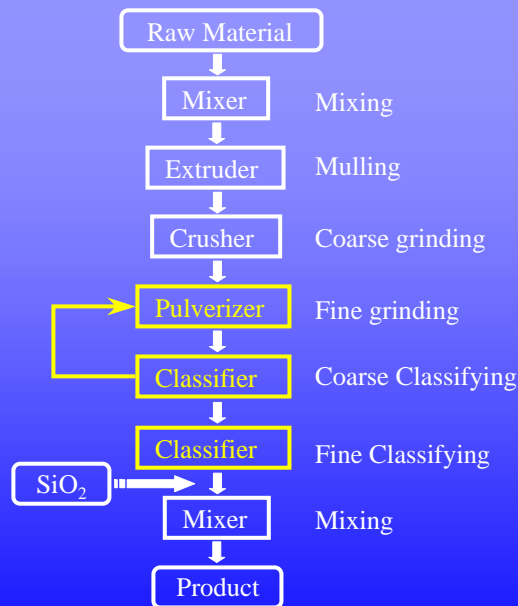 Raw Material
Mixer Mixing
Extruder Mulling
Crusher Coarse grinding
Pulverizer Fine grinding
Classifier Coarse Classifying
Classifier Fine Classifying
SiO₂
Mixer Mixing
Product